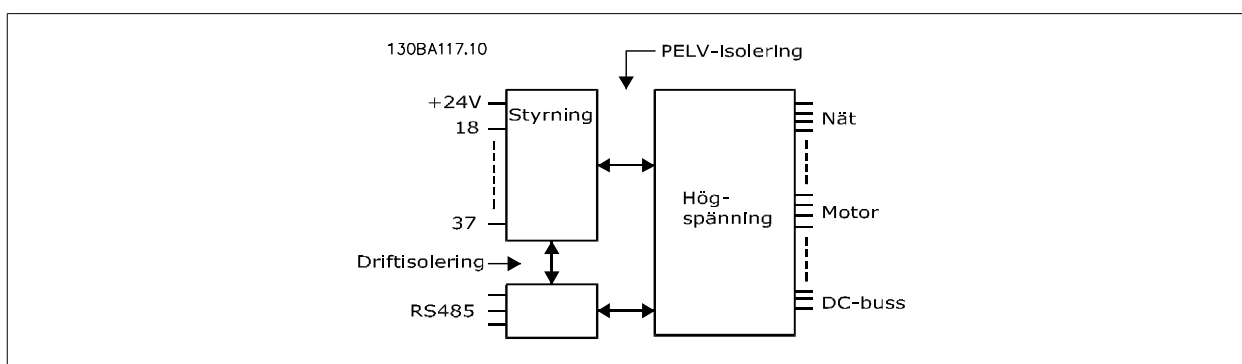 130BA117.10
PELV-isolering
+24V
Styrning
18
Nät
Hög-
spänning
37
Motor
Driftisolering
RS485
DC-buss